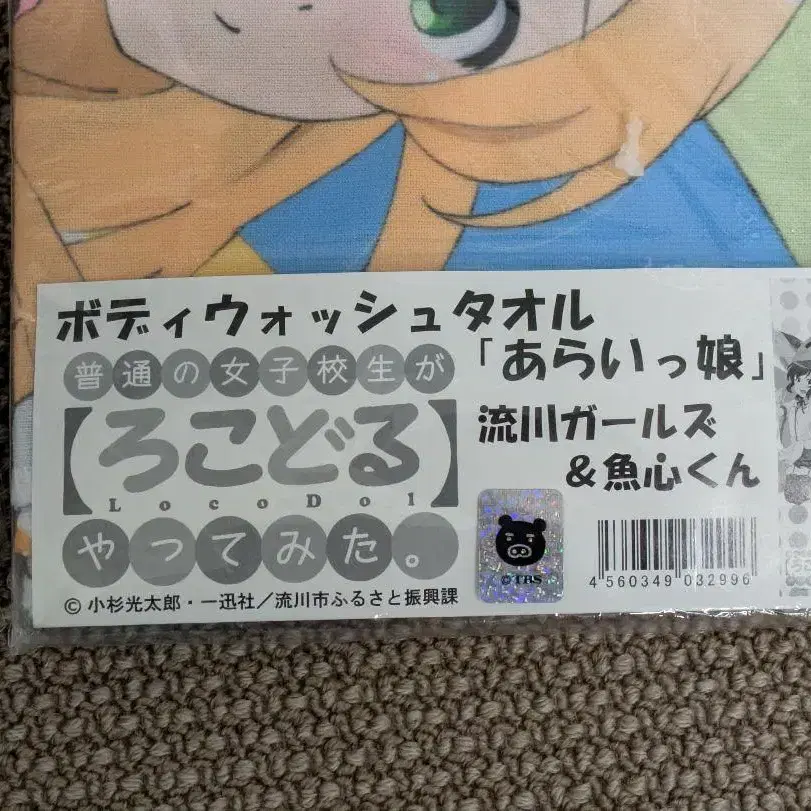 ボディウォッシュタオル
「あらいっ娘」
普通の女子校生が
【ろこどる】
LocoDol
やってみた。
流川ガールズ
&魚心くん
©TBS
4 560349 032996
© 小杉光太郎・一迅社/流川市ふるさと振興課